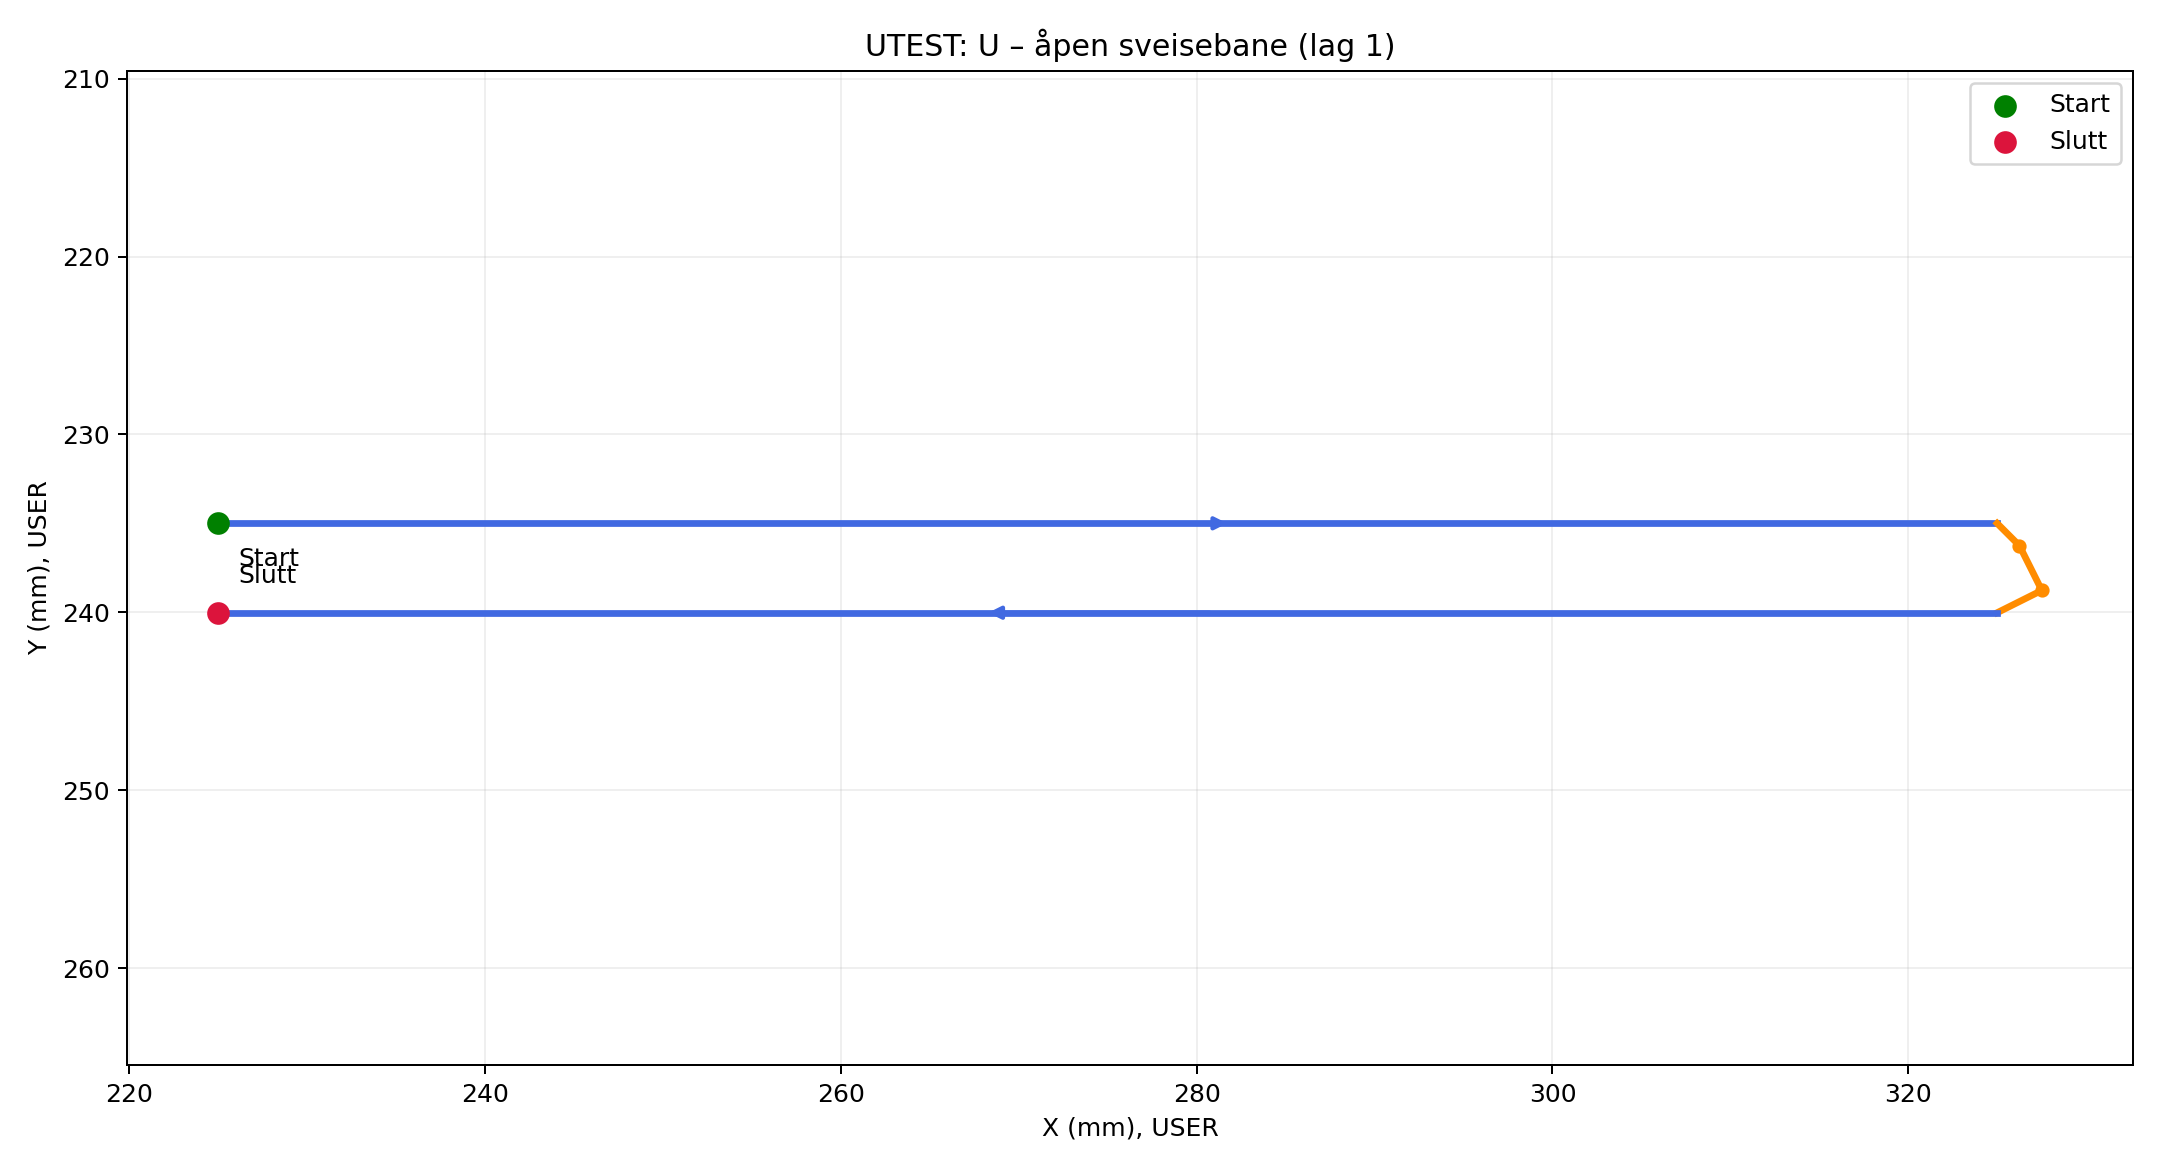 UTEST: U – åpen sveisebane (lag 1)
Start
Slutt
210
220
230
240
250
260
Y (mm), USER
Start
Slutt
220
240
260
280
300
320
X (mm), USER